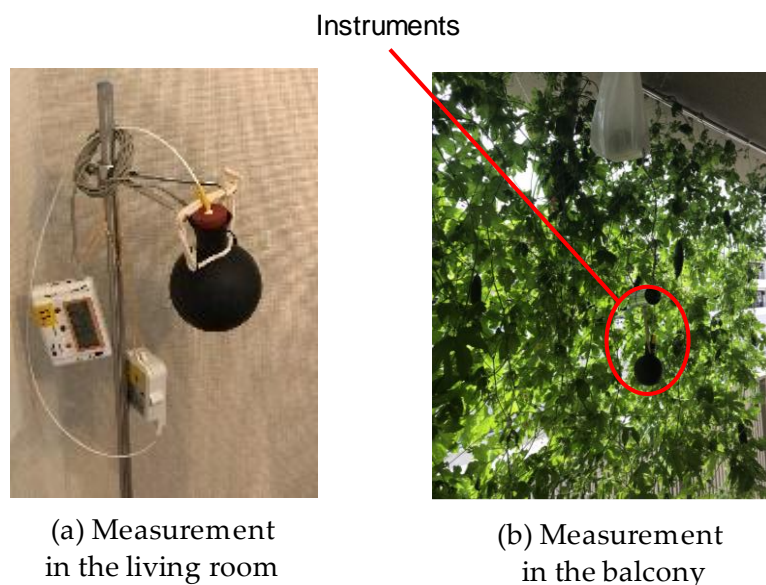 Instruments
(a) Measurement
in the living room
(b) Measurement
in the balcony